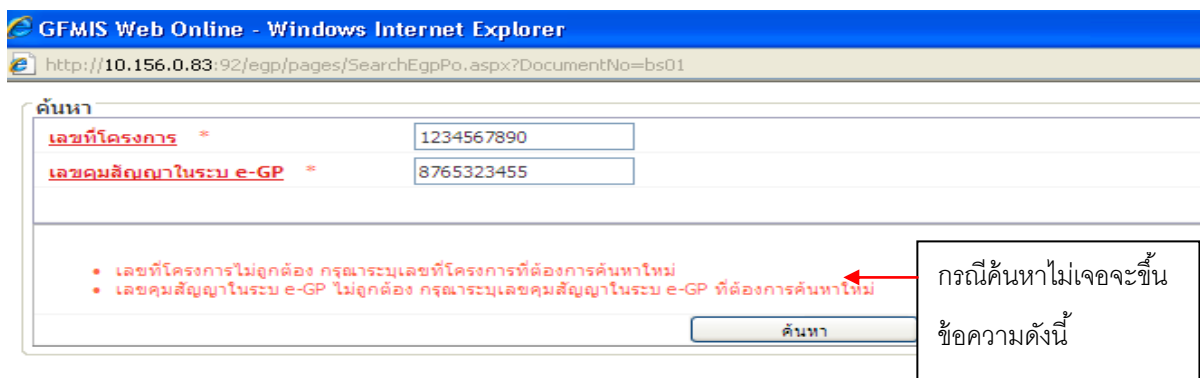 GFMIS Web Online - Windows Internet Explorer
http://10.156.0.83:92/egp/pages/SearchEgpPo.aspx?DocumentNo=bs01
ค้นหา
เลขที่โครงการ * 1234567890
เลขคุมสัญญาในระบบ e-GP * 8765323455
เลขที่โครงการไม่ถูกต้อง กรุณาระบุเลขที่โครงการที่ต้องการค้นหาใหม่
เลขคุมสัญญาในระบบ e-GP ไม่ถูกต้อง กรุณาระบุเลขคุมสัญญาในระบบ e-GP ที่ต้องการค้นหาใหม่
กรณีค้นหาไม่เจอจะขึ้น
ข้อความดังนี้
ค้นหา